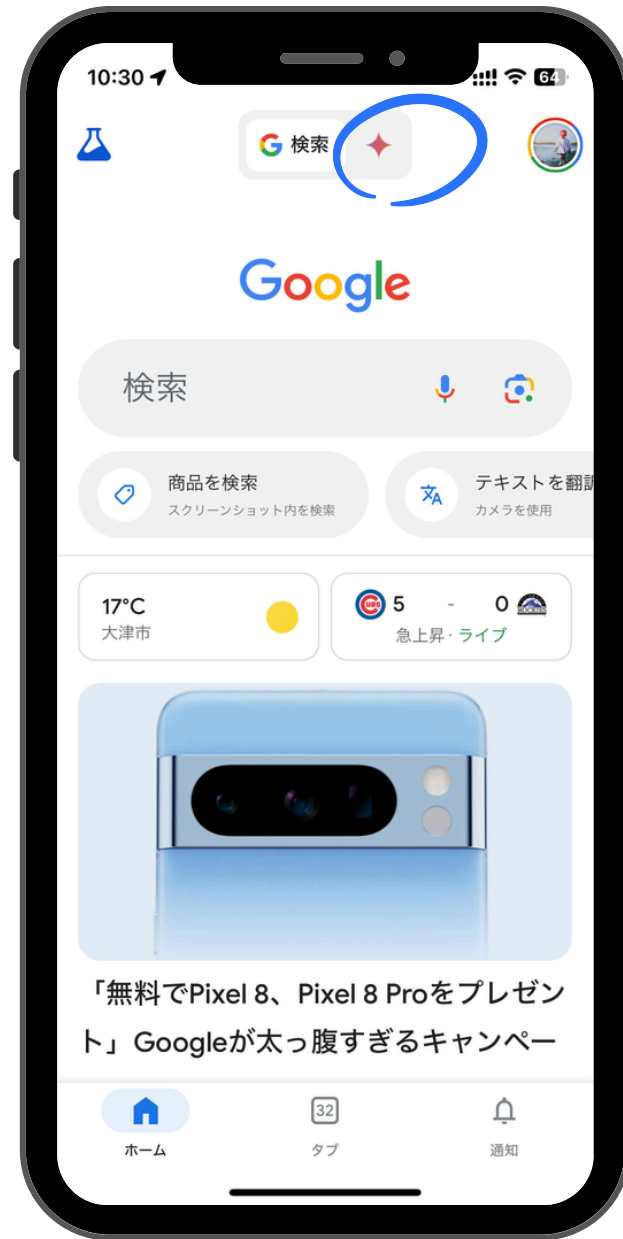 10:30
64
検索
Google
検索
商品を検索
スクリーンショット内を検索
テキストを翻訳
カメラを使用
17°C
大津市
CUBS 5 - 0 ROCKIES
急上昇・ライブ
「無料でPixel 8、Pixel 8 Proをプレゼン
ト」Googleが太っ腹すぎるキャンペー
32
ホーム
タブ
通知